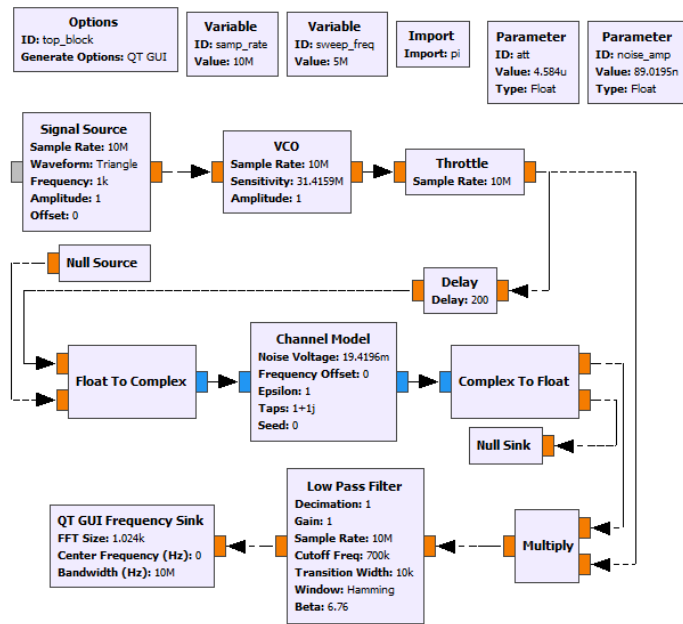 Options
ID: top_block
Generate Options: QT GUI
Variable
ID: samp_rate
Value: 10M
Variable
ID: sweep_freq
Value: 5M
Import
Import: pi
Parameter
ID: att
Value: 4.584u
Type: Float
Parameter
ID: noise_amp
Value: 89.0195n
Type: Float
Signal Source
Sample Rate: 10M
Waveform: Triangle
Frequency: 1k
Amplitude: 1
Offset: 0
VCO
Sample Rate: 10M
Sensitivity: 31.4159M
Amplitude: 1
Throttle
Sample Rate: 10M
Null Source
Delay
Delay: 200
Float To Complex
Channel Model
Noise Voltage: 19.4196m
Frequency Offset: 0
Epsilon: 1
Taps: 1+1j
Seed: 0
Complex To Float
Null Sink
QT GUI Frequency Sink
FFT Size: 1.024k
Center Frequency (Hz): 0
Bandwidth (Hz): 10M
Low Pass Filter
Decimation: 1
Gain: 1
Sample Rate: 10M
Cutoff Freq: 700k
Transition Width: 10k
Window: Hamming
Beta: 6.76
Multiply